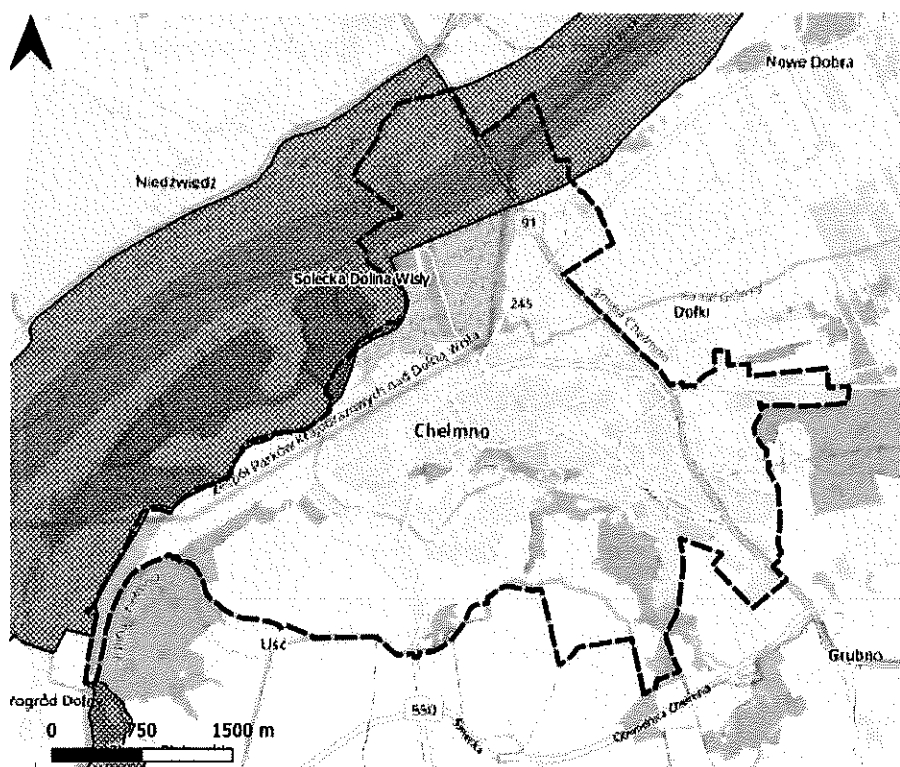 Nowe Dobra
Niedźwiedź
91
Solecka Dolina Wisły
245
Dołki
Zespół Parków Krajobrazowych nad Dolną Wisłą
Chełmno
Uść
Grubno
550
0 750 1500 m